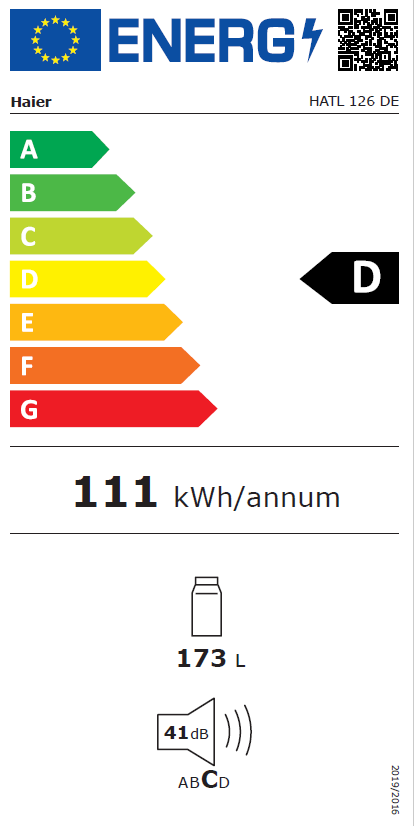 ENERG
Haier HATL 126 DE
A
B
C
D
D
E
F
G
111 kWh/annum
173 L
41dB
ABCD
2019/2016